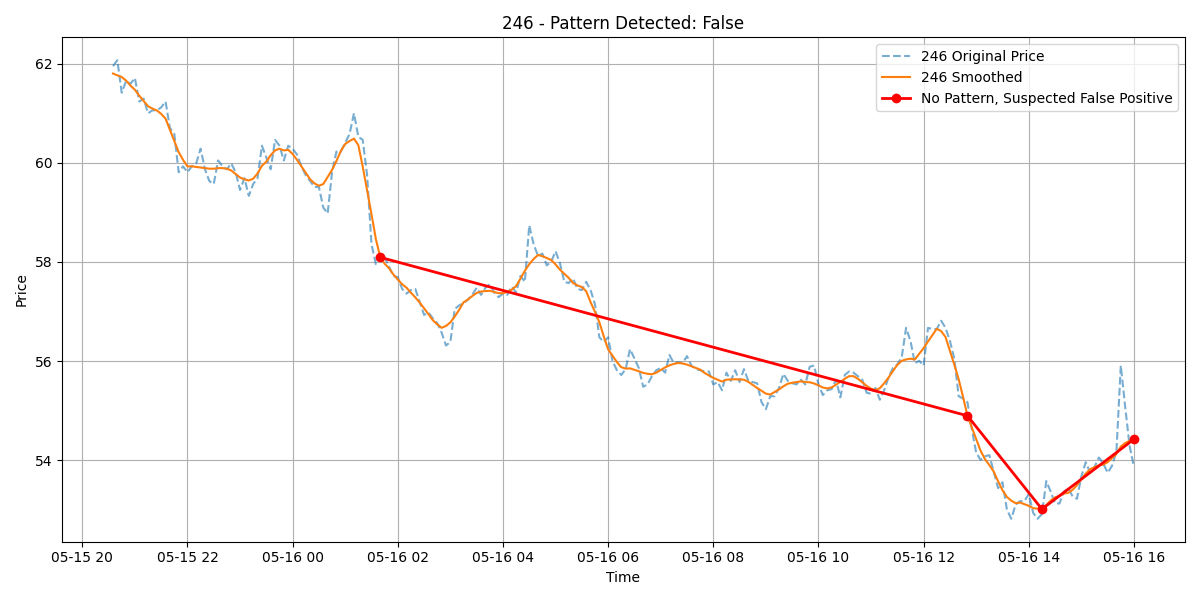 246 - Pattern Detected: False
246 Original Price
246 Smoothed
No Pattern, Suspected False Positive
Price
62
60
58
56
54
05-15 20
05-15 22
05-16 00
05-16 02
05-16 04
05-16 06
05-16 08
05-16 10
05-16 12
05-16 14
05-16 16
Time